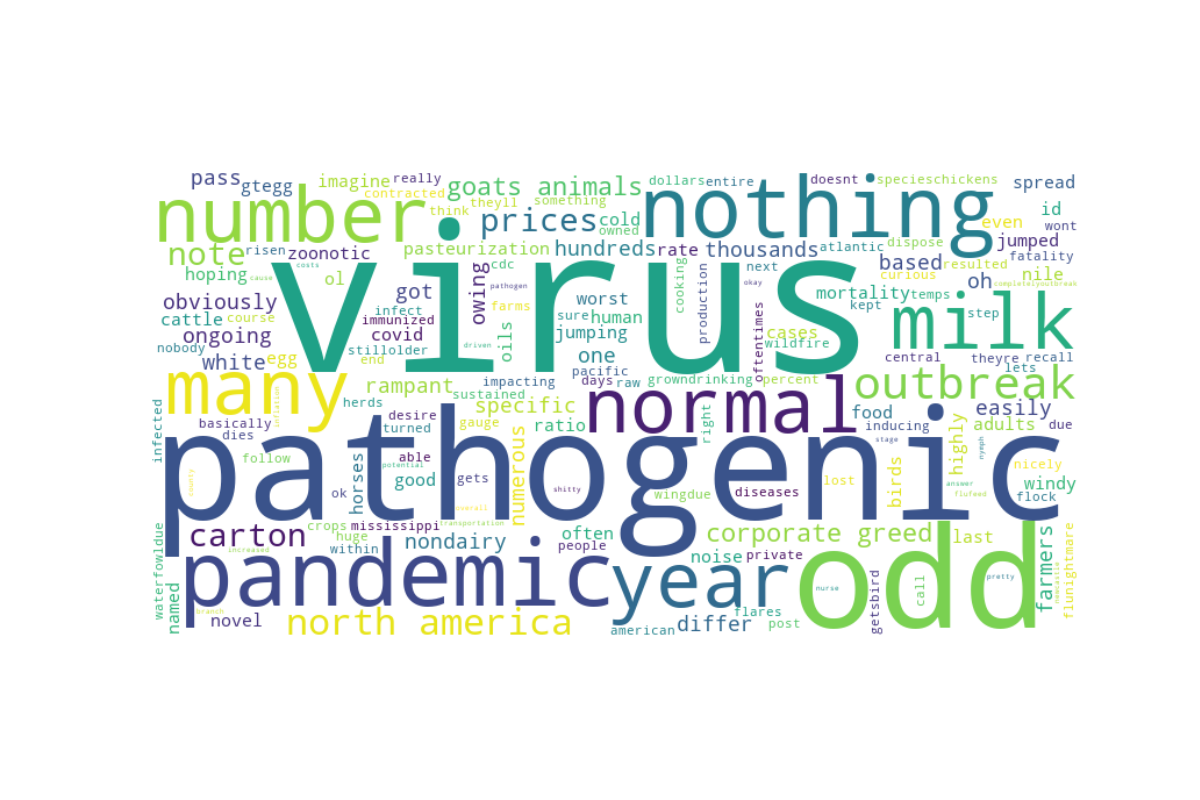 pass
gtegg
imagine
really
contracted
goats animals
dollars
entire
doesnt
specieschickens
spread
number
theyll
something
think
prices
cold
owned
nothing
even
id
wont
note
risen
zoonotic
pasteurization
hundreds
rate
thousands
atlantic
dispose
jumped
fatality
hoping
costs
cause
ol
virus
cdc
pathogen
owing
cooking
production
next
okay
based
curious
resulted
oh
nile
completelyoutbreak
obviously
got
infect
farms
worst
human
mortality
temps
step
kept
milk
cattle
course
immunized
covid
sure
jumping
cases
wildfire
oftentimes
ongoing
nobody
white
egg
end
stillolder
driven
oils
one
pacific
central
theyre
recall
lets
many
rampant
impacting
days
raw
growndrinking
percent
outbreak
herds
sustained
specific
normal
infected
basically
dies
inflation
desire
turned
gauge
ratio
right
food
inducing
due
easily
adults
highly
follow
horses
able
potential
good
pathogenic
gets
numerous
shitty
wingdue
diseases
lost
birds
stage
nymph
answer
flufeed
nicely
windy
flock
county
ok
overall
transportation
carton
crops
huge
mississippi
within
nondairy
often
people
corporate greed
noise
private
last
odd
farmers
flunightmare
waterfowldue
increased
pandemic
year
nurse
call
pretty
newcastle
named
branch
novel
north america
american
differ
flares
post
getsbird